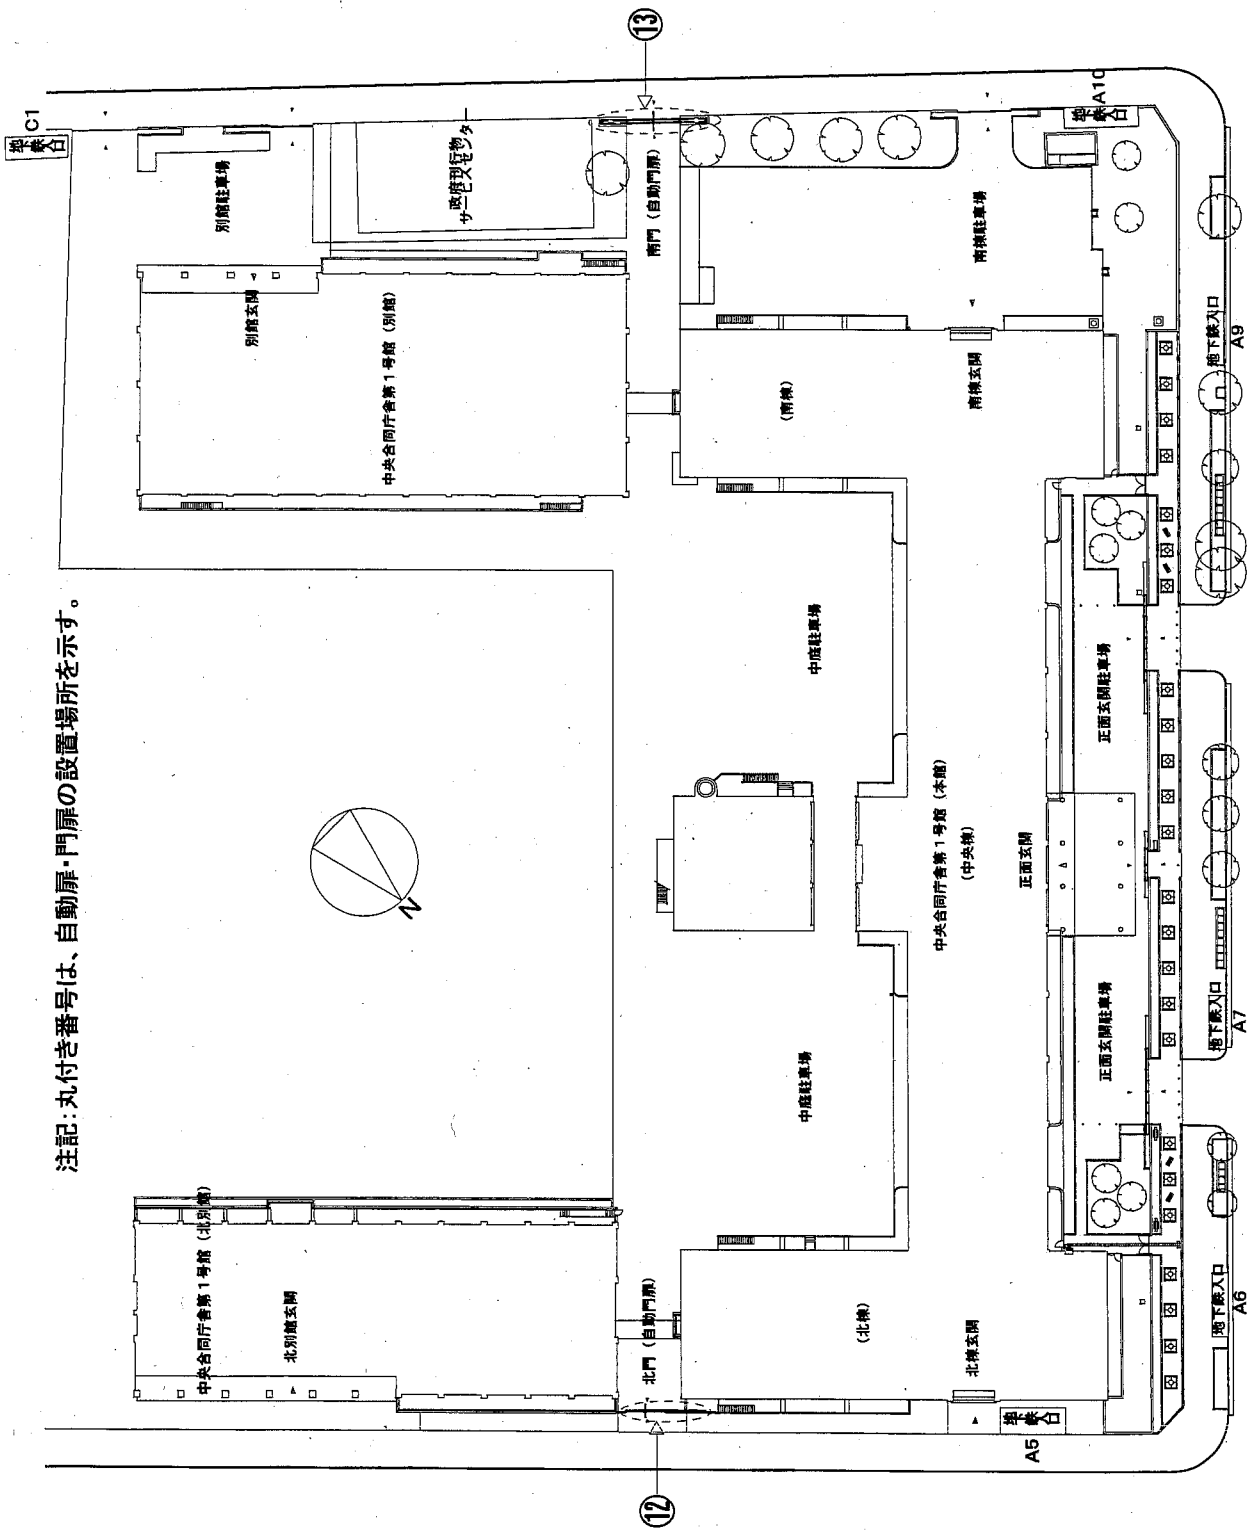 注記：丸付き番号は、自動扉・門扉の設置場所を示す。
中央合同庁舎第1号館（北別館）
北別館玄関
北門（自動門扉）
⑫
（北棟）
北棟玄関
地下鉄入口
A5
地下鉄入口
A6
N
中庭駐車場
中庭駐車場
中央合同庁舎第1号館（本館）
（中央棟）
正面玄関
正面玄関駐車場
正面玄関駐車場
地下鉄入口
A7
地下鉄入口
C1
別館駐車場
別館玄関
中央合同庁舎第1号館（別館）
政府刊行物
サービスセンタ
南門（自動門扉）
⑬
（南棟）
南棟玄関
南棟駐車場
地下鉄入口
A10
地下鉄入口
A9